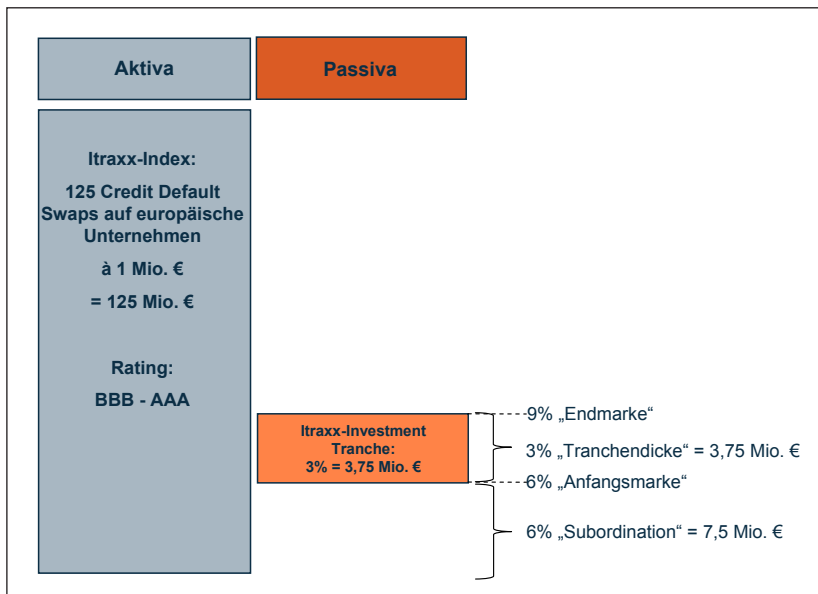 Aktiva
Passiva
Itraxx-Index:
125 Credit Default
Swaps auf europäische
Unternehmen
à 1 Mio. €
= 125 Mio. €
Rating:
BBB - AAA
Itraxx-Investment
Tranche:
3% = 3,75 Mio. €
9% „Endmarke“
3% „Tranchendicke“ = 3,75 Mio. €
6% „Anfangsmarke“
6% „Subordination“ = 7,5 Mio. €